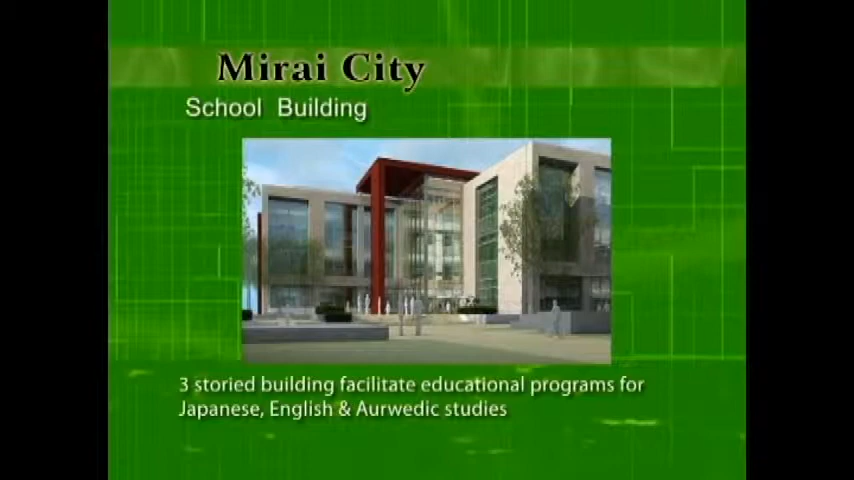 Mirai City
School Building
3 storied building facilitate educational programs for
Japanese, English & Aurwedic studies